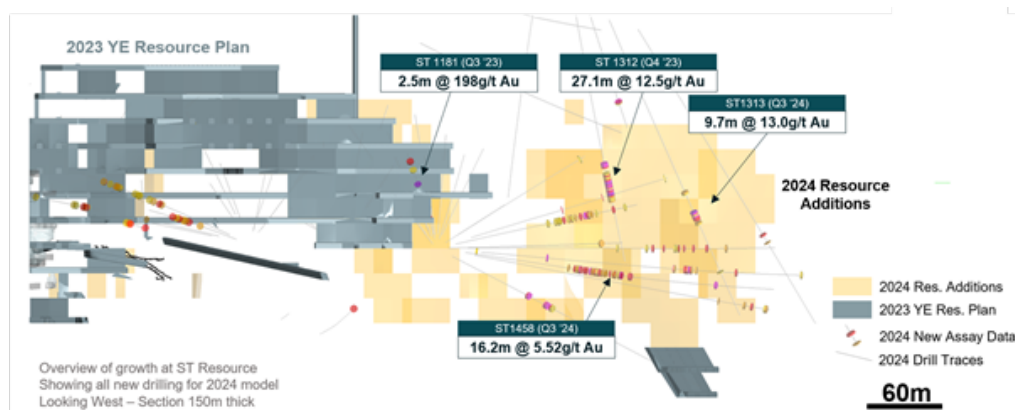 2023 YE Resource Plan
ST 1181 (Q3 '23)
2.5m @ 198g/t Au
ST 1312 (Q4 '23)
27.1m @ 12.5g/t Au
ST1313 (Q3 '24)
9.7m @ 13.0g/t Au
2024 Resource
Additions
ST1458 (Q3 '24)
16.2m @ 5.52g/t Au
2024 Res. Additions
2023 YE Res. Plan
2024 New Assay Data
2024 Drill Traces
60m
Overview of growth at ST Resource
Showing all new drilling for 2024 model
Looking West – Section 150m thick